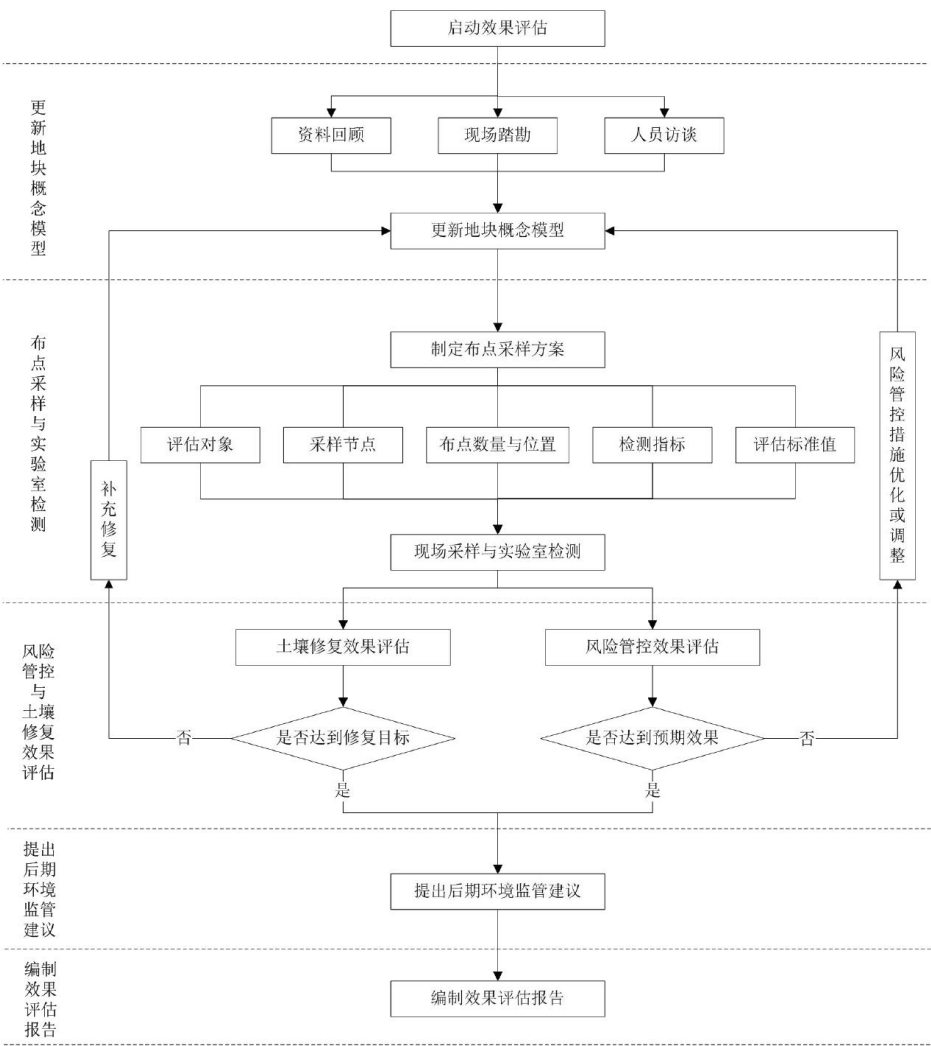 启动效果评估
更新地块概念模型
资料回顾
现场踏勘
人员访谈
更新地块概念模型
布点采样与实验室检测
制定布点采样方案
评估对象
采样节点
布点数量与位置
检测指标
评估标准值
补充修复
风险管控措施优化或调整
现场采样与实验室检测
风险
管控
与
土壤
修复
效果
评估
土壤修复效果评估
风险管控效果评估
否
是否达到修复目标
是否达到预期效果
否
是
是
提出
后期
环境
监管
建议
提出后期环境监管建议
编制
效果
评估
报告
编制效果评估报告